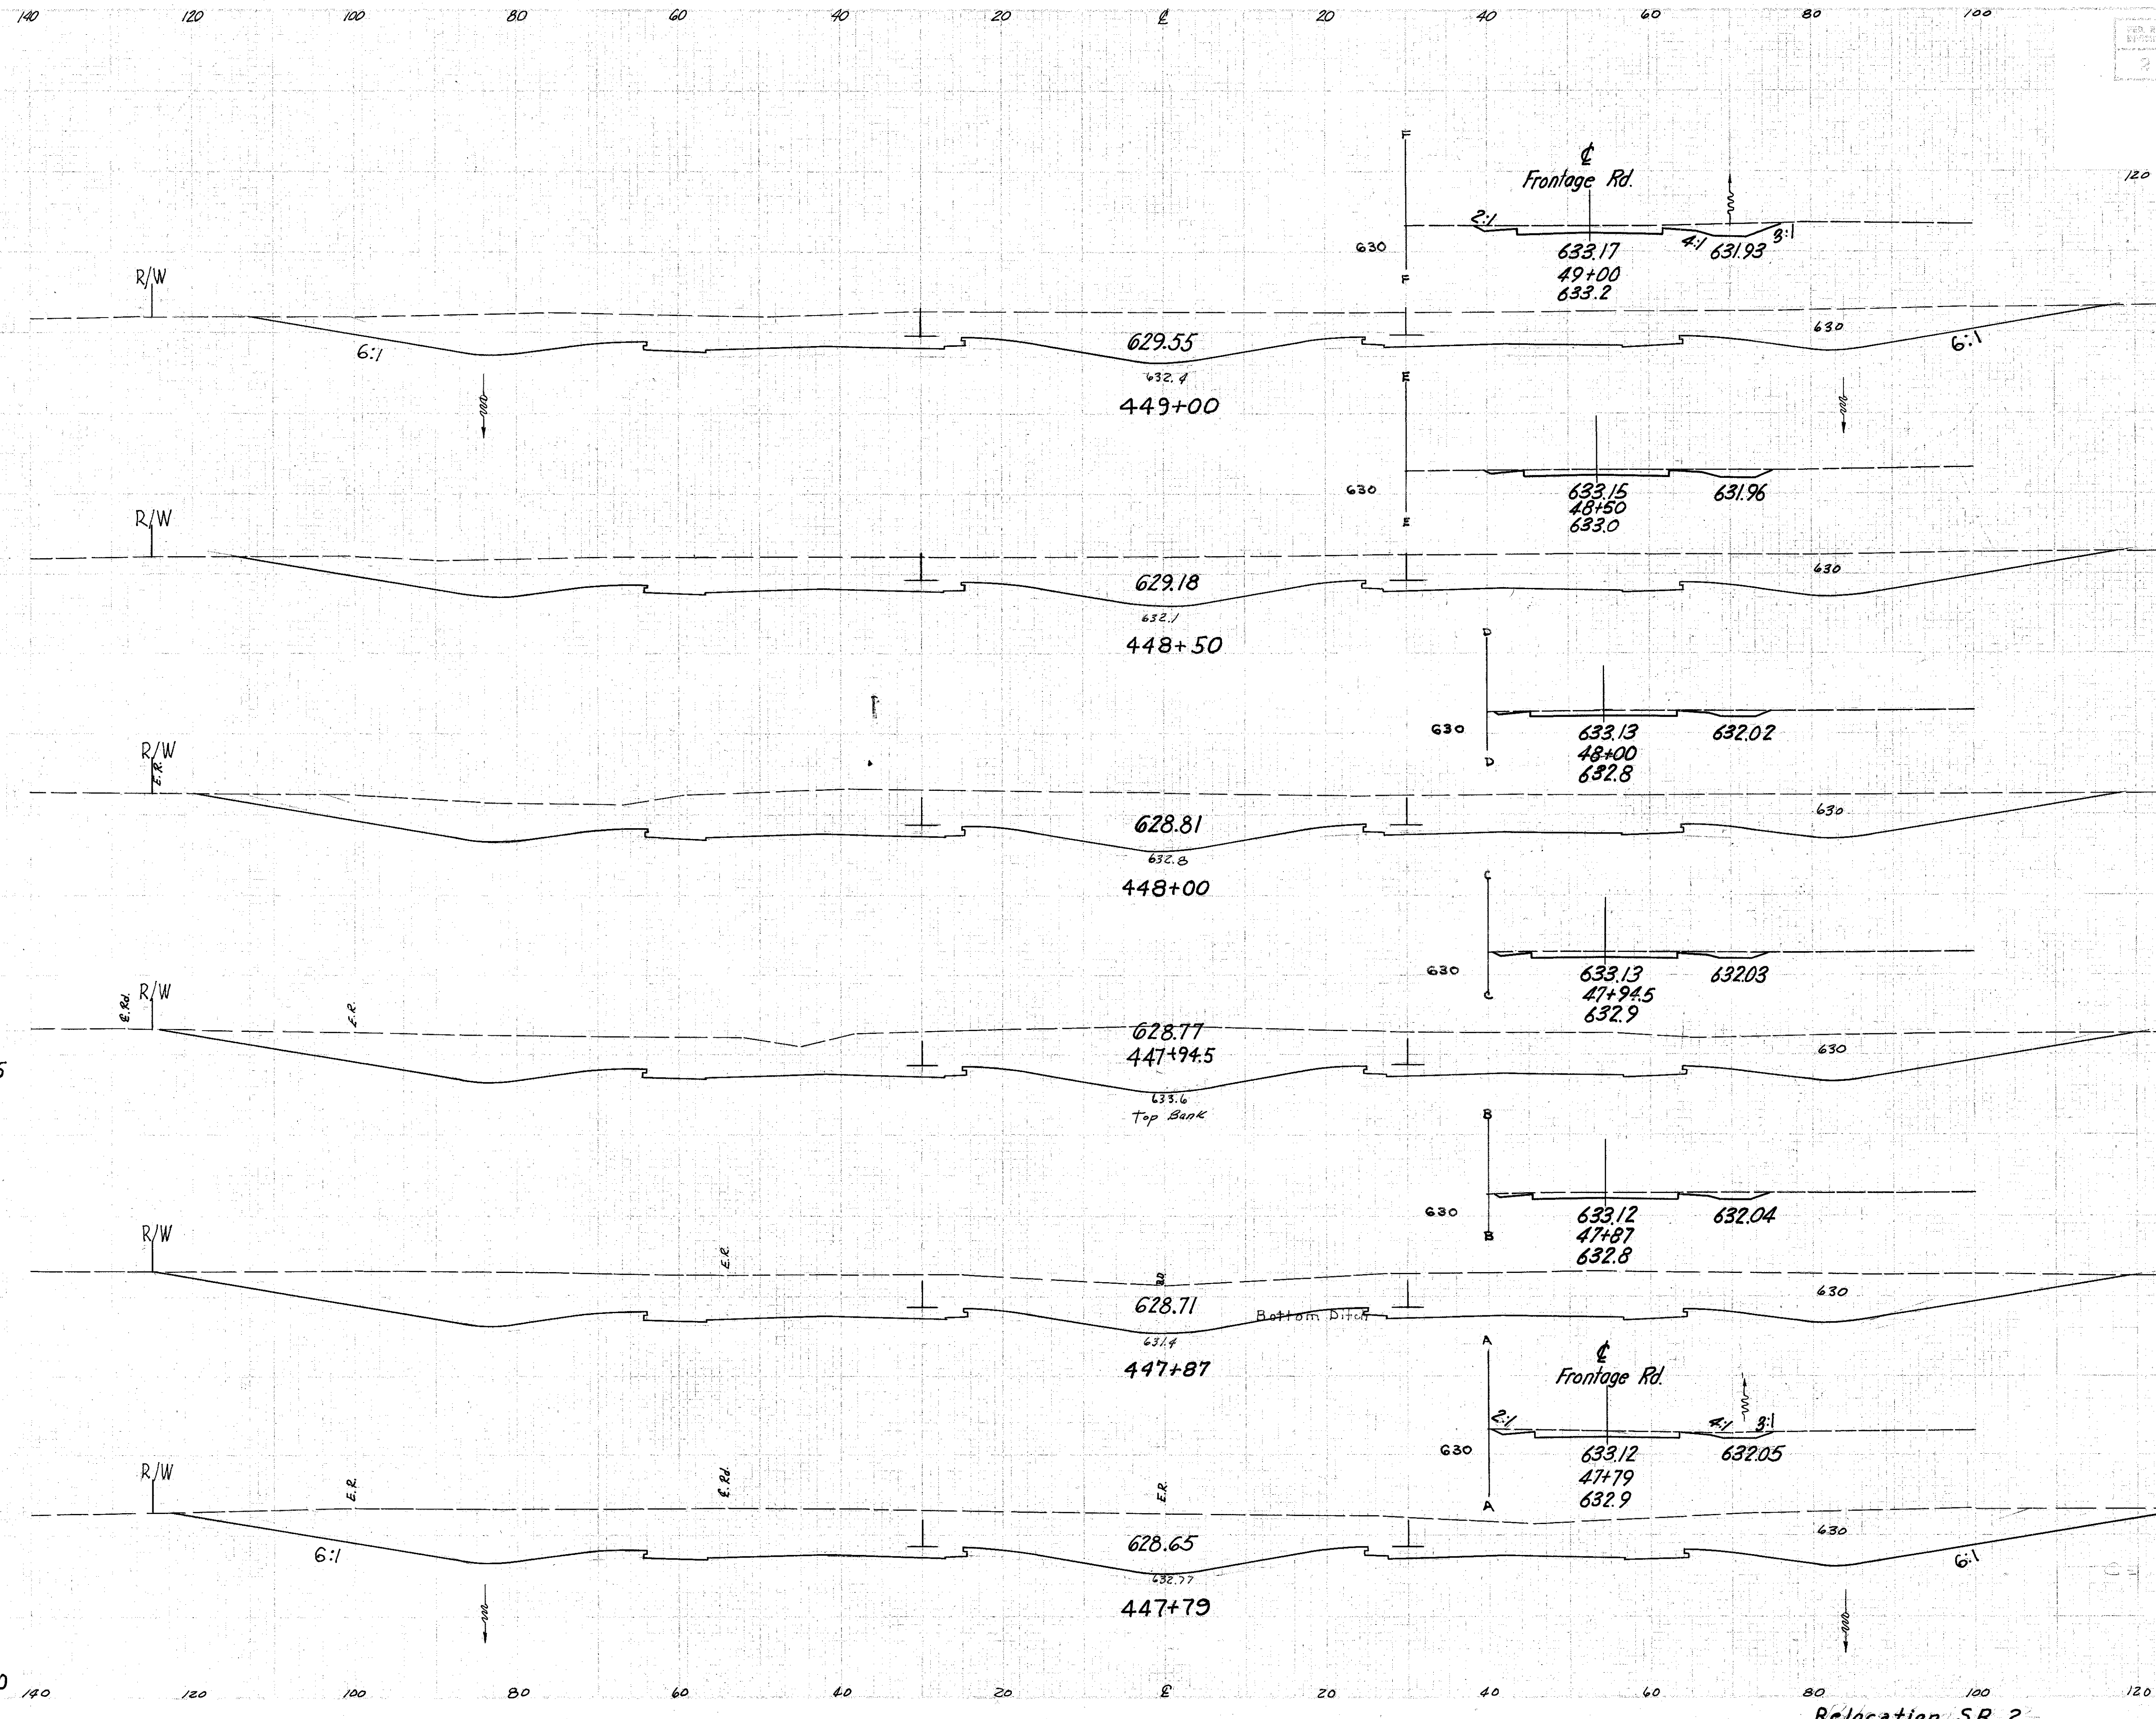 140 120 100 80 60 40 20 ℄ 20 40 60 80 100
120
F
℄
Frontage Rd.
2:1
4:1 631.93 3:1
630
633.17
49+00
633.2
F
R/W
6:1
629.55
632.4
449+00
630
6:1
E
630
633.15 631.96
48+50
633.0
E
R/W
629.18
632.1
448+50
630
D
630
633.13 632.02
48+00
632.8
D
R/W
E.R.
628.81
632.8
448+00
630
C
630
633.13 632.03
47+94.5
632.9
C
℄ Rd.
R/W
E.R.
628.77
447+94.5
633.6
Top Bank
630
B
630
633.12 632.04
47+87
632.8
B
R/W
E.R.
628.71
Bottom Ditch
631.4
447+87
630
A
℄
Frontage Rd.
2:1
4:1 3:1
630
633.12 632.05
47+79
632.9
A
R/W
E.R.
℄ Rd.
E.R.
6:1
628.65
632.77
447+79
630
6:1
140 120 100 80 60 40 20 ℄ 20 40 60 80 100 120
Relocation S.R. 2